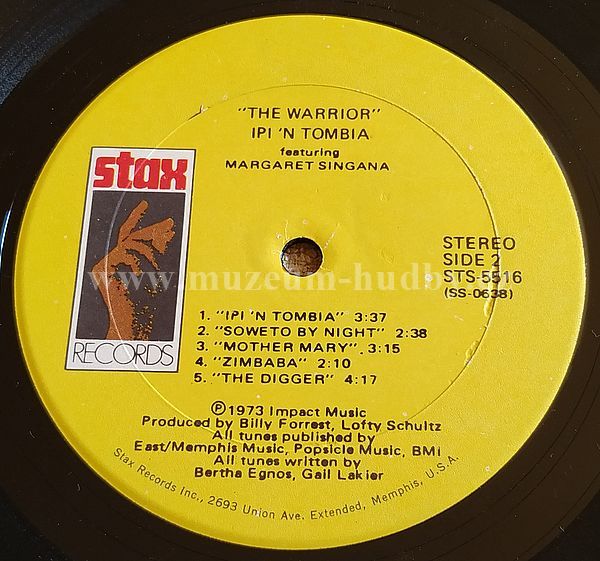 "THE WARRIOR"
IPI 'N TOMBIA
featuring
MARGARET SINGANA
stax
RECORDS
STEREO
SIDE 2
STS-5516
(SS-0638)
www.muzeum-hudby
1. "IPI 'N TOMBIA" 3:37
2. "SOWETO BY NIGHT" 2:38
3. "MOTHER MARY" 3:15
4. "ZIMBABA" 2:10
5. "THE DIGGER" 4:17
Ⓟ 1973 Impact Music
Produced by Billy Forrest, Lofty Schultz
All tunes published by
East/Memphis Music, Popsicle Music, BMI
All tunes written by
Bertha Egnos, Gail Lakier
Stax Records Inc., 2693 Union Ave. Extended, Memphis, U.S.A.